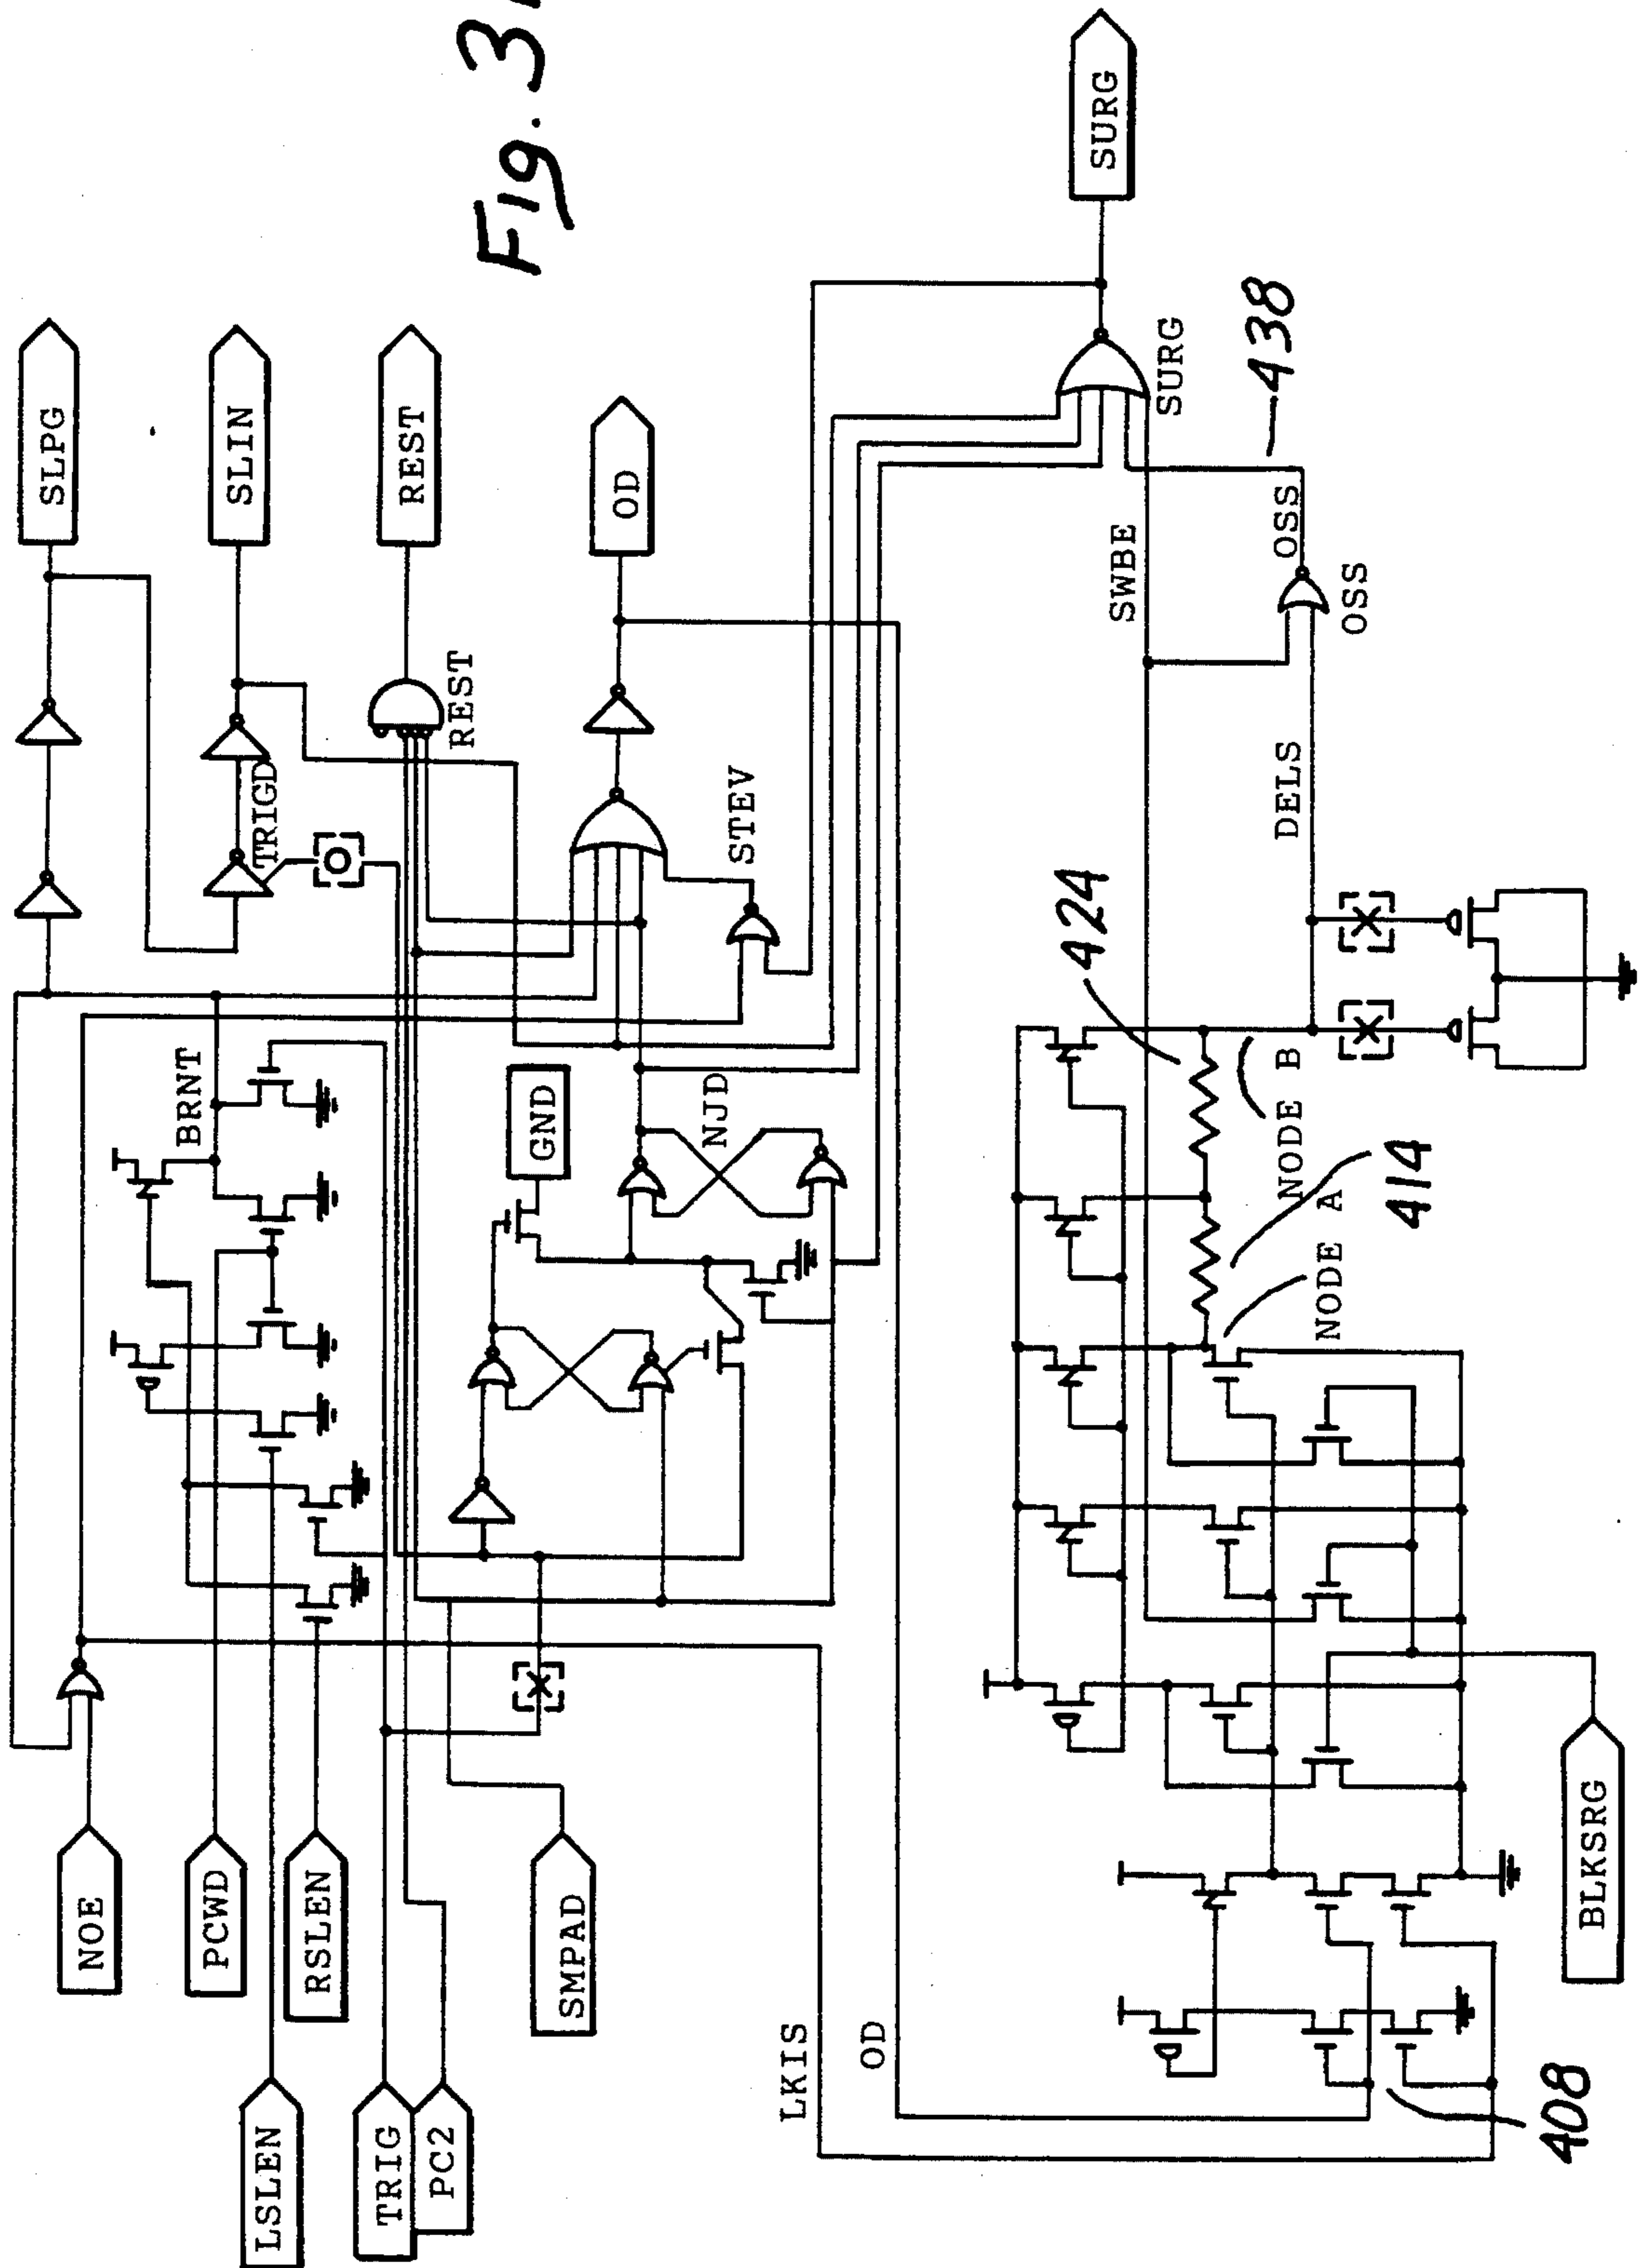 Fig. 31
SLPG
SLIN
REST
OD
SURG
TRIGD
REST
STEV
BRNT
GND
NJD
SURG
438
SWBE
OSS
OSS
DELS
424
NODE B
414
NODE A
NOE
PCWD
RSLEN
LSLEN
TRIG
PC2
SMPAD
LKIS
OD
BLKSRG
408